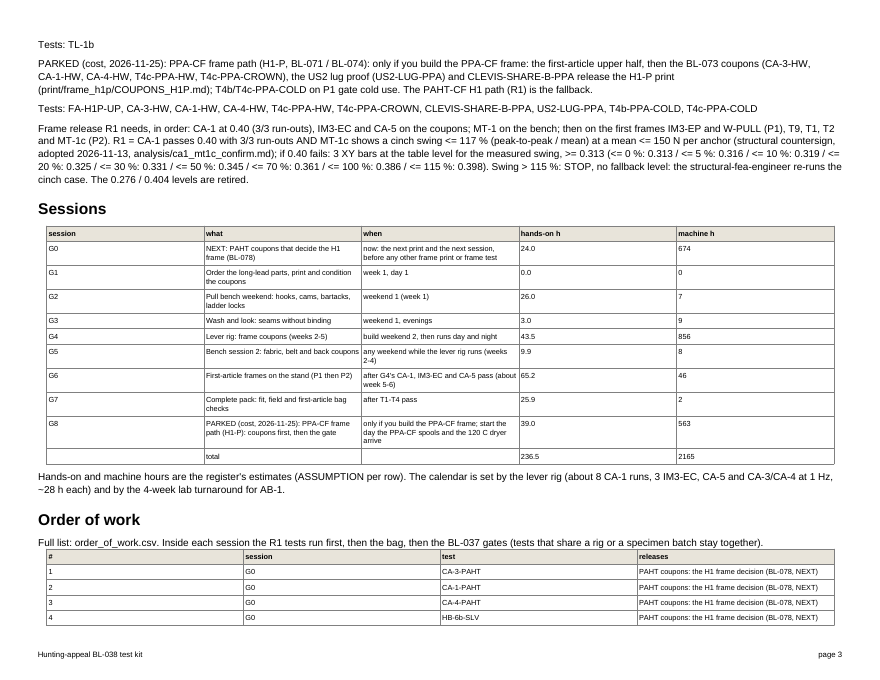 Tests: TL-1b
PARKED (cost, 2026-11-25): PPA-CF frame path (H1-P, BL-071 / BL-074): only if you build the PPA-CF frame: the first-article upper half, then the BL-073 coupons (CA-3-HW,
CA-1-HW, CA-4-HW, T4c-PPA-HW, T4c-PPA-CROWN), the US2 lug proof (US2-LUG-PPA) and CLEVIS-SHARE-B-PPA release the H1-P print
(print/frame_h1p/COUPONS_H1P.md); T4b/T4c-PPA-COLD on P1 gate cold use. The PAHT-CF H1 path (R1) is the fallback.
Tests: FA-H1P-UP, CA-3-HW, CA-1-HW, CA-4-HW, T4c-PPA-HW, T4c-PPA-CROWN, CLEVIS-SHARE-B-PPA, US2-LUG-PPA, T4b-PPA-COLD, T4c-PPA-COLD
Frame release R1 needs, in order: CA-1 at 0.40 (3/3 run-outs), IM3-EC and CA-5 on the coupons; MT-1 on the bench; then on the first frames IM3-EP and W-PULL (P1), T9, T1, T2
and MT-1c (P2). R1 = CA-1 passes 0.40 with 3/3 run-outs AND MT-1c shows a cinch swing <= 117 % (peak-to-peak / mean) at a mean <= 150 N per anchor (structural countersign,
adopted 2026-11-13, analysis/ca1_mt1c_confirm.md); if 0.40 fails: 3 XY bars at the table level for the measured swing, >= 0.313 (<= 0 %: 0.313 / <= 5 %: 0.316 / <= 10 %: 0.319 / <=
20 %: 0.325 / <= 30 %: 0.331 / <= 50 %: 0.345 / <= 70 %: 0.361 / <= 100 %: 0.386 / <= 115 %: 0.398). Swing > 115 %: STOP, no fallback level: the structural-fea-engineer re-runs the
cinch case. The 0.276 / 0.404 levels are retired.
Sessions
session what when hands-on h machine h
G0 NEXT: PAHT coupons that decide the H1 now: the next print and the next session, 24.0 674
frame (BL-078) before any other frame print or frame test
G1 Order the long-lead parts, print and condition week 1, day 1 0.0 0
the coupons
G2 Pull bench weekend: hooks, cams, bartacks, weekend 1 (week 1) 26.0 7
ladder locks
G3 Wash and look: seams without binding weekend 1, evenings 3.0 9
G4 Lever rig: frame coupons (weeks 2-5) build weekend 2, then runs day and night 43.5 856
G5 Bench session 2: fabric, belt and back coupons any weekend while the lever rig runs (weeks 9.9 8
2-4)
G6 First-article frames on the stand (P1 then P2) after G4's CA-1, IM3-EC and CA-5 pass (about 65.2 46
week 5-6)
G7 Complete pack: fit, field and first-article bag after T1-T4 pass 25.9 2
checks
G8 PARKED (cost, 2026-11-25): PPA-CF frame only if you build the PPA-CF frame; start the 39.0 563
path (H1-P): coupons first, then the gate day the PPA-CF spools and the 120 C dryer
arrive
total 236.5 2165
Hands-on and machine hours are the register's estimates (ASSUMPTION per row). The calendar is set by the lever rig (about 8 CA-1 runs, 3 IM3-EC, CA-5 and CA-3/CA-4 at 1 Hz,
~28 h each) and by the 4-week lab turnaround for AB-1.
Order of work
Full list: order_of_work.csv. Inside each session the R1 tests run first, then the bag, then the BL-037 gates (tests that share a rig or a specimen batch stay together).
# session test releases
1 G0 CA-3-PAHT PAHT coupons: the H1 frame decision (BL-078, NEXT)
2 G0 CA-1-PAHT PAHT coupons: the H1 frame decision (BL-078, NEXT)
3 G0 CA-4-PAHT PAHT coupons: the H1 frame decision (BL-078, NEXT)
4 G0 HB-6b-SLV PAHT coupons: the H1 frame decision (BL-078, NEXT)
Hunting-appeal BL-038 test kit page 3